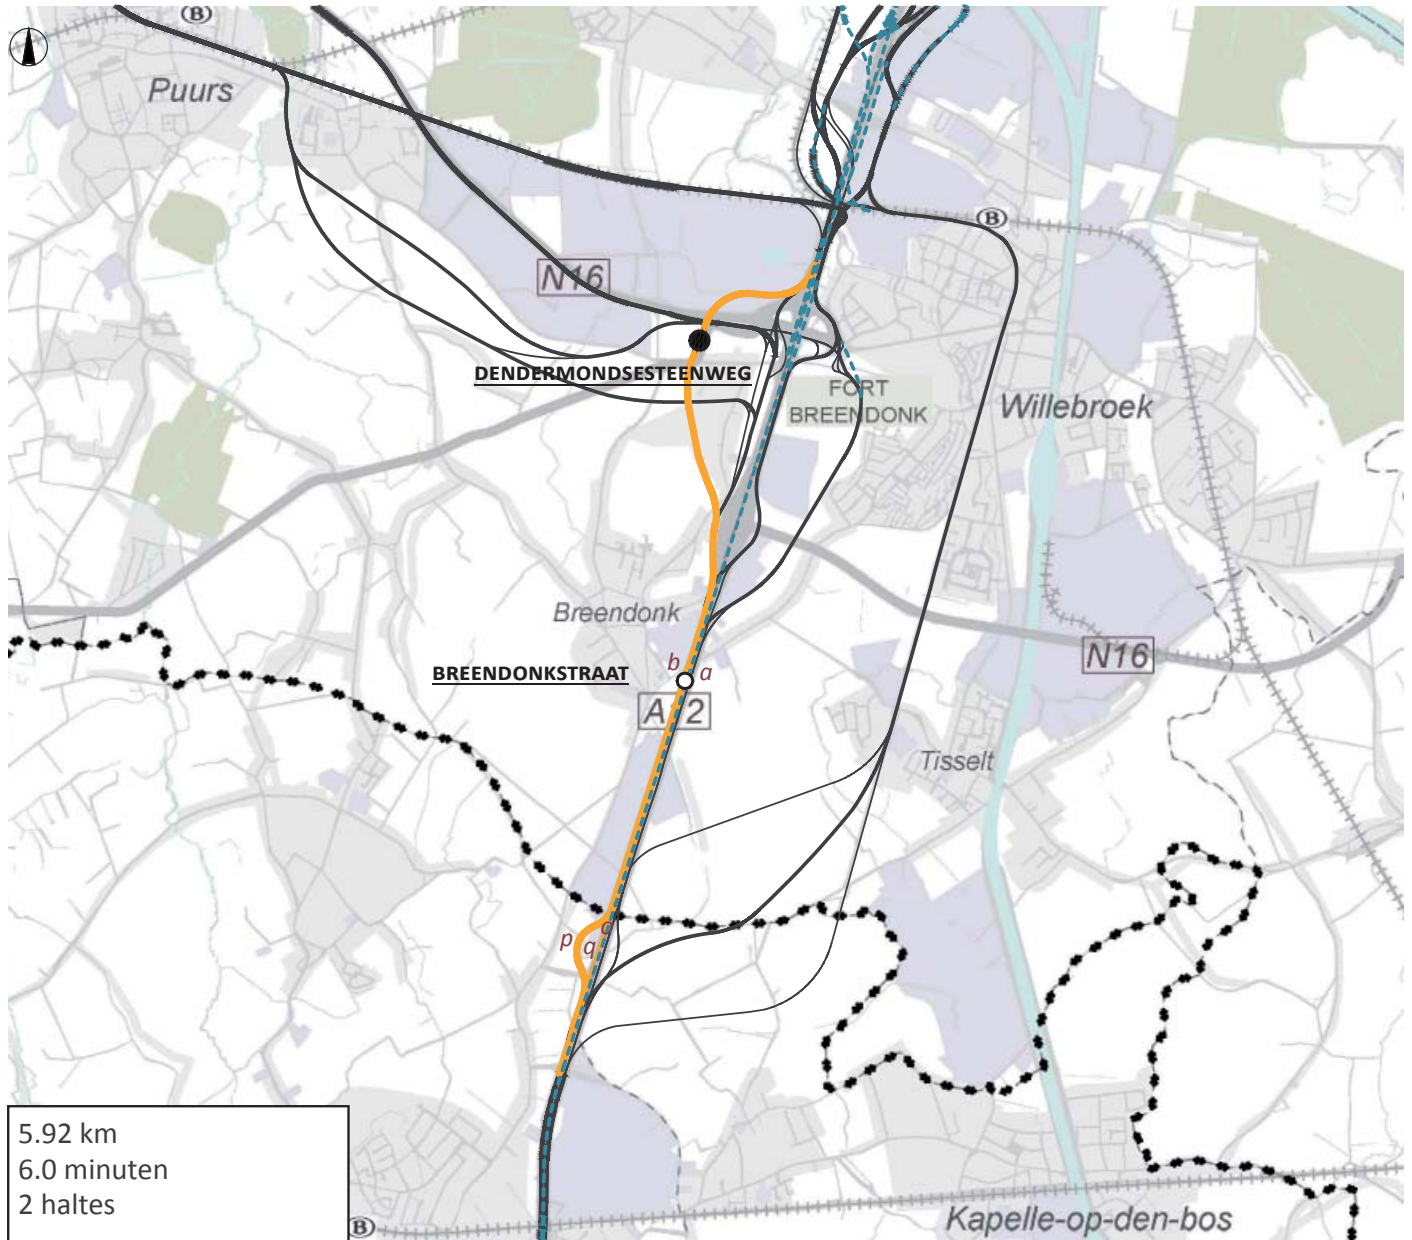 B
Puurs
B
N16
DENDERMONDSESTEENWEG
FORT
BREENDONK
Willebroek
Breendonk
b
a
BREENDONKSTRAAT
N16
A12
Tisselt
p
q
o
5.92 km
6.0 minuten
2 haltes
B
Kapelle-op-den-bos